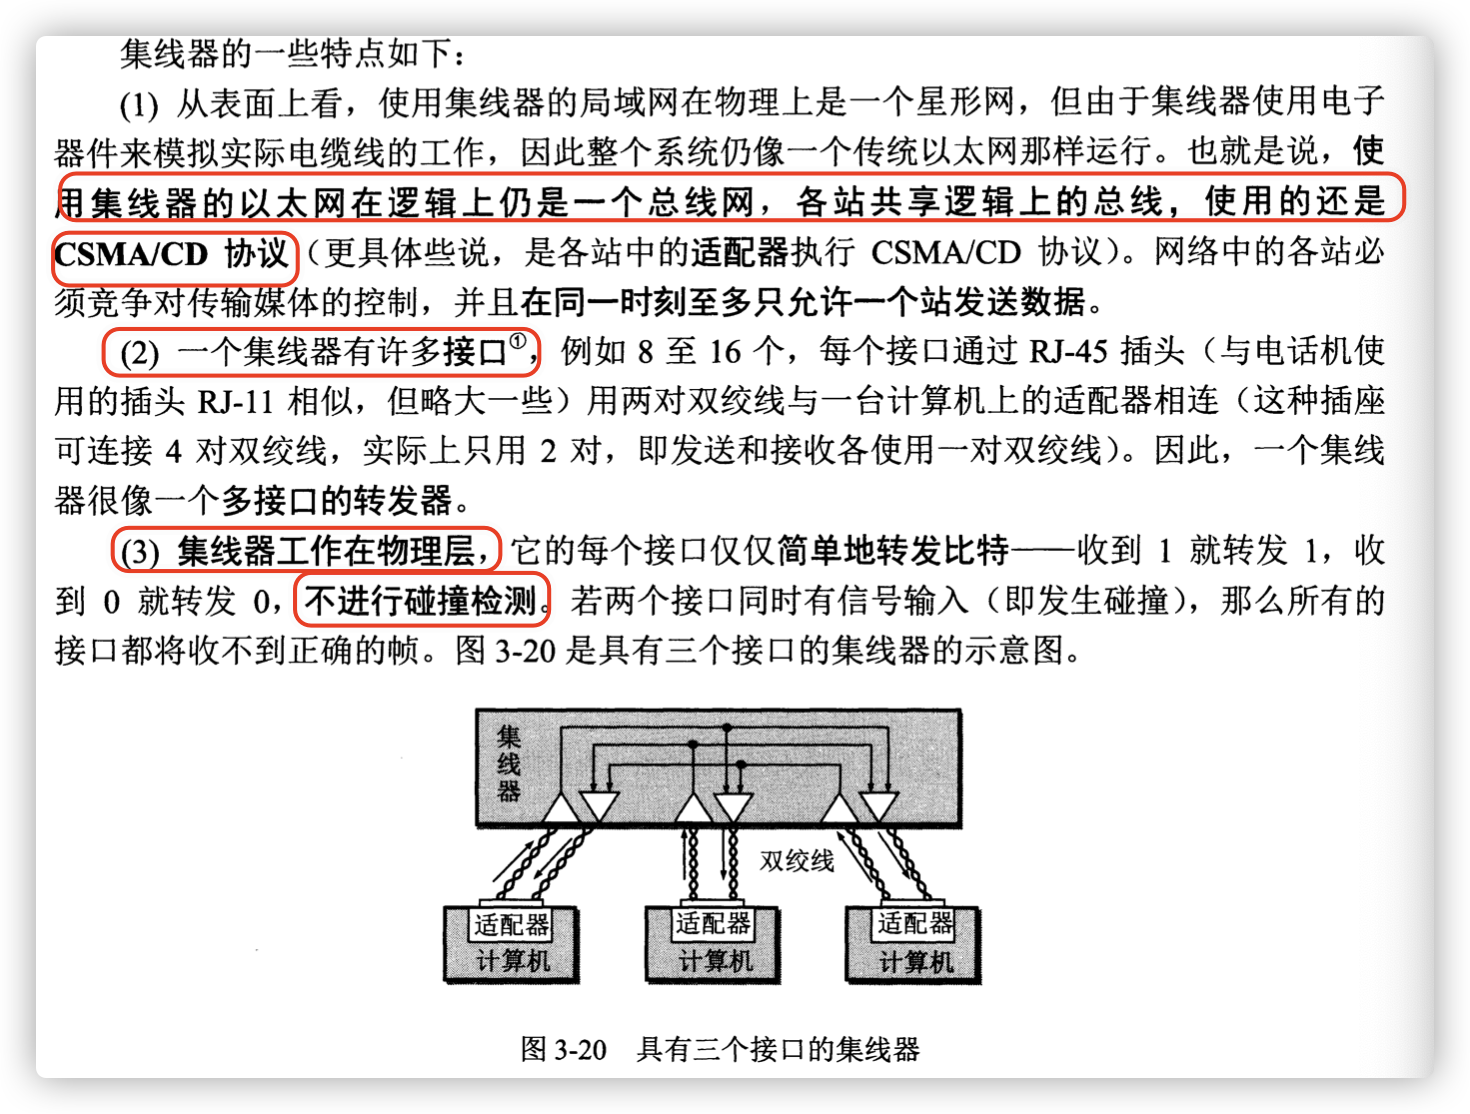 集线器的一些特点如下：
(1) 从表面上看，使用集线器的局域网在物理上是一个星形网，但由于集线器使用电子
器件来模拟实际电缆线的工作，因此整个系统仍像一个传统以太网那样运行。也就是说，使
用集线器的以太网在逻辑上仍是一个总线网，各站共享逻辑上的总线，使用的还是
CSMA/CD 协议（更具体些说，是各站中的适配器执行 CSMA/CD 协议）。网络中的各站必
须竞争对传输媒体的控制，并且在同一时刻至多只允许一个站发送数据。
(2) 一个集线器有许多接口①，例如 8 至 16 个，每个接口通过 RJ-45 插头（与电话机使
用的插头 RJ-11 相似，但略大一些）用两对双绞线与一台计算机上的适配器相连（这种插座
可连接 4 对双绞线，实际上只用 2 对，即发送和接收各使用一对双绞线）。因此，一个集线
器很像一个多接口的转发器。
(3) 集线器工作在物理层，它的每个接口仅仅简单地转发比特——收到 1 就转发 1，收
到 0 就转发 0，不进行碰撞检测。若两个接口同时有信号输入（即发生碰撞），那么所有的
接口都将收不到正确的帧。图 3-20 是具有三个接口的集线器的示意图。
集线器
双绞线
适配器 适配器 适配器
计算机 计算机 计算机
图 3-20 具有三个接口的集线器